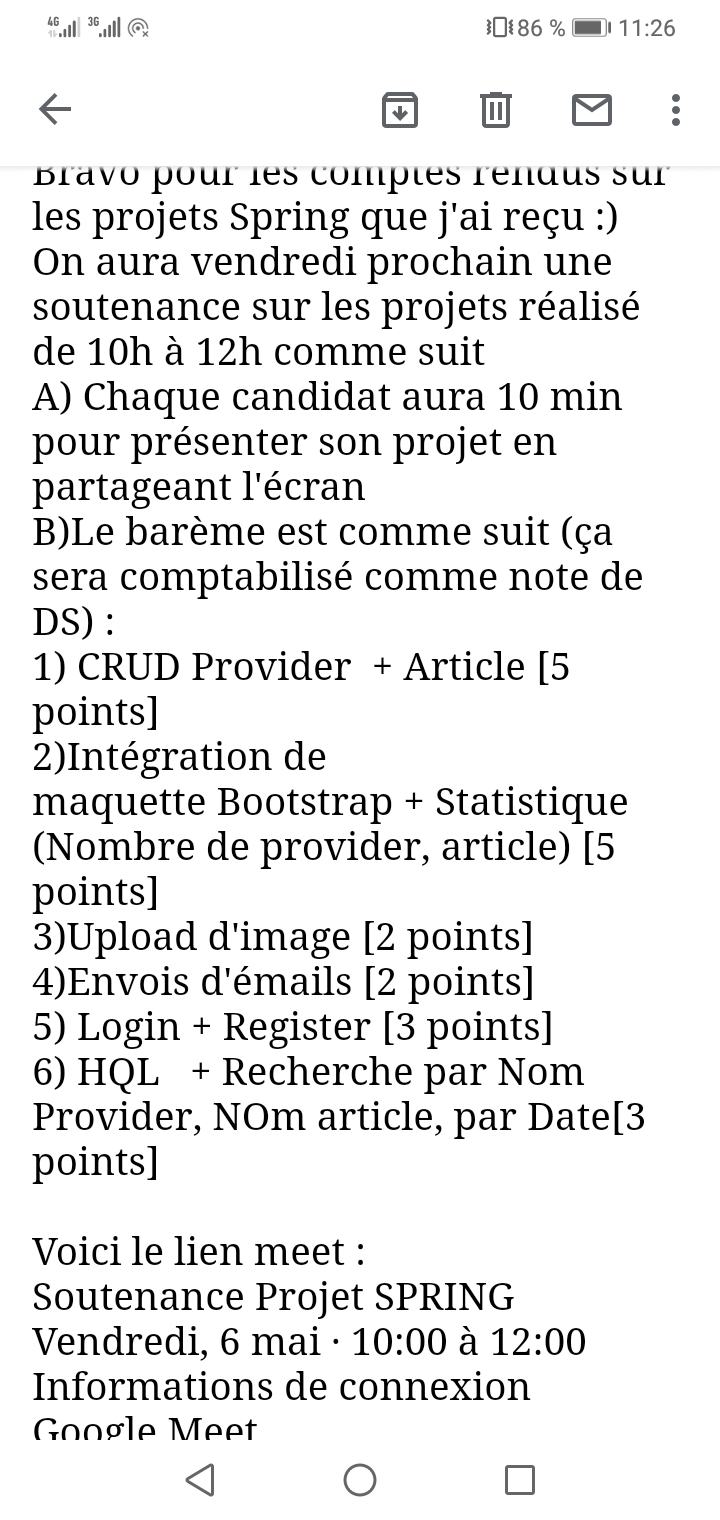 4G 3G 86 % 11:26
Bravo pour les comptes rendus sur
les projets Spring que j'ai reçu :)
On aura vendredi prochain une
soutenance sur les projets réalisé
de 10h à 12h comme suit
A) Chaque candidat aura 10 min
pour présenter son projet en
partageant l'écran
B)Le barème est comme suit (ça
sera comptabilisé comme note de
DS) :
1) CRUD Provider  + Article [5
points]
2)Intégration de
maquette Bootstrap + Statistique
(Nombre de provider, article) [5
points]
3)Upload d'image [2 points]
4)Envois d'émails [2 points]
5) Login + Register [3 points]
6) HQL   + Recherche par Nom
Provider, NOm article, par Date[3
points]
Voici le lien meet :
Soutenance Projet SPRING
Vendredi, 6 mai · 10:00 à 12:00
Informations de connexion
Google Meet